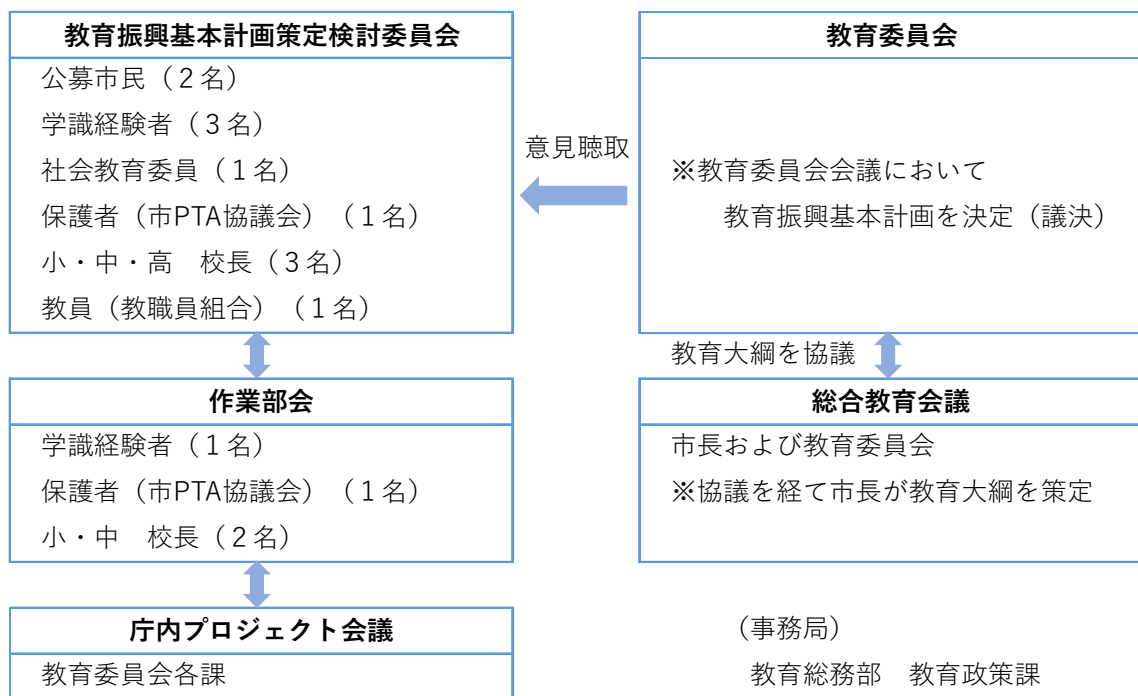 教育振興基本計画策定検討委員会
公募市民（２名）
学識経験者（３名）
社会教育委員（１名）
保護者（市PTA協議会）（１名）
小・中・高　校長（３名）
教員（教職員組合）（１名）
意見聴取
教育委員会
※教育委員会会議において
教育振興基本計画を決定（議決）
教育大綱を協議
作業部会
学識経験者（１名）
保護者（市PTA協議会）（１名）
小・中　校長（２名）
総合教育会議
市長および教育委員会
※協議を経て市長が教育大綱を策定
庁内プロジェクト会議
教育委員会各課
（事務局）
教育総務部　教育政策課